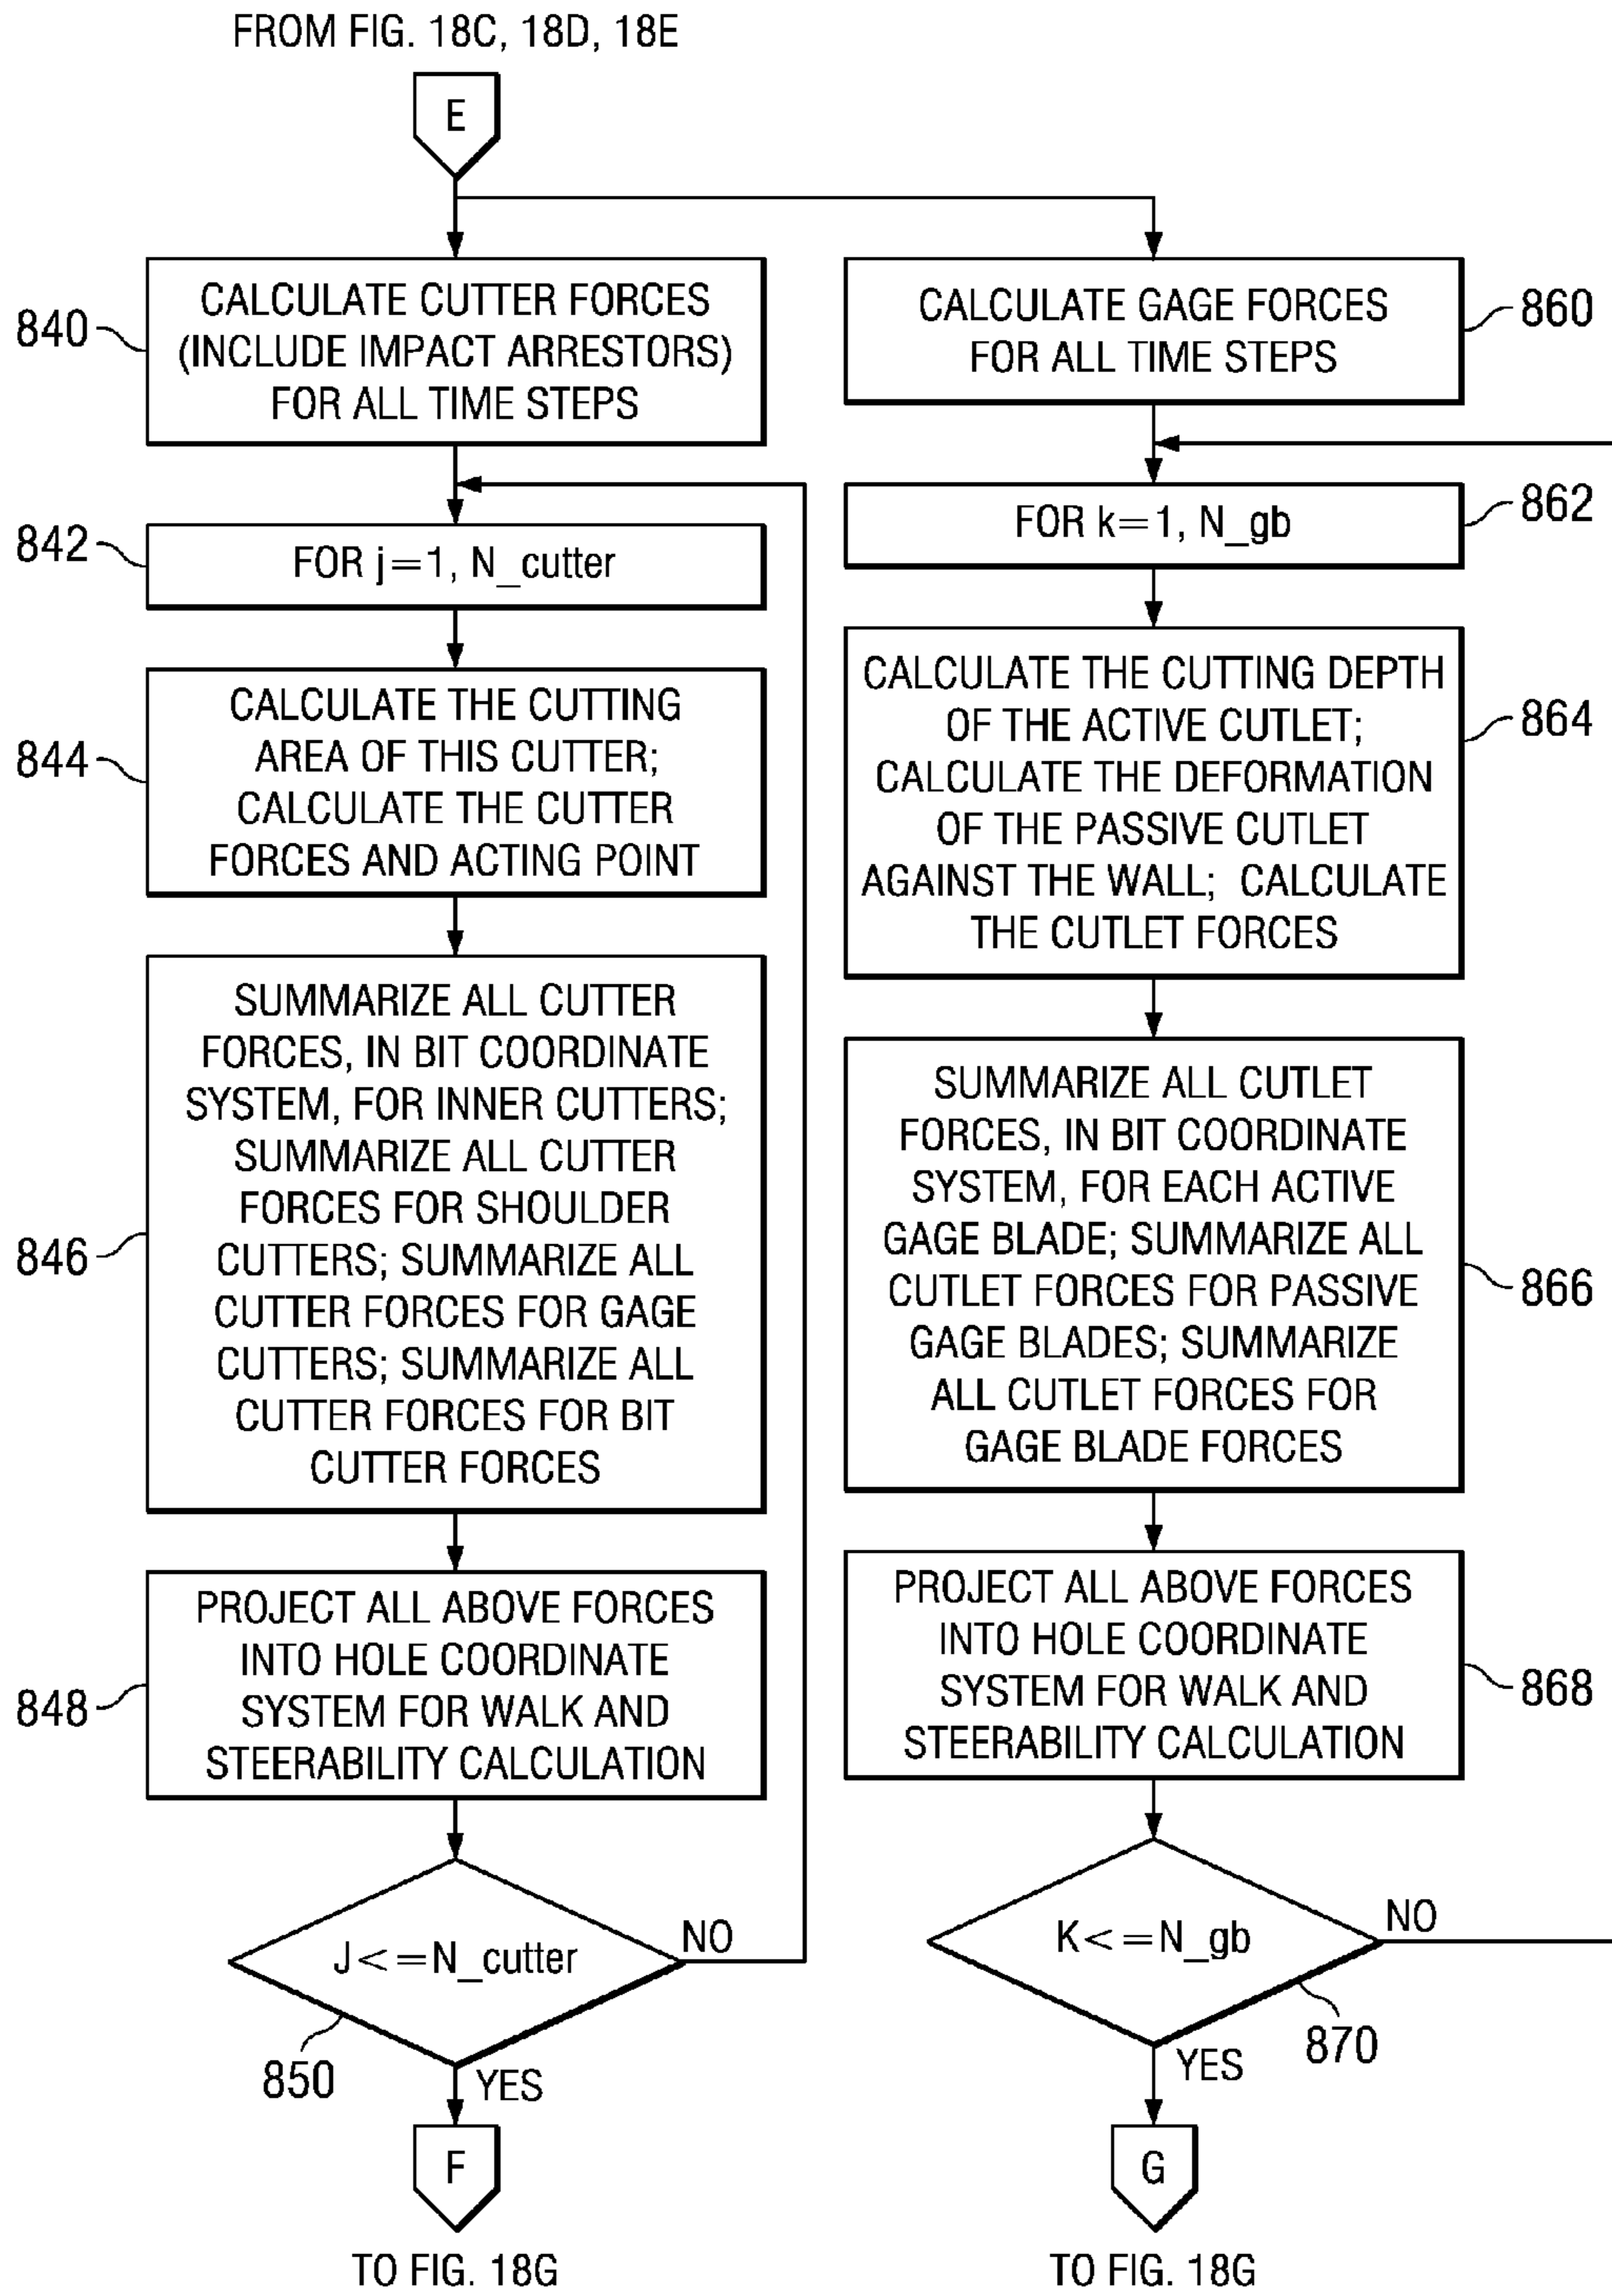 FROM FIG. 18C, 18D, 18E
E
840
CALCULATE CUTTER FORCES
(INCLUDE IMPACT ARRESTORS)
FOR ALL TIME STEPS
842
FOR j=1, N_cutter
844
CALCULATE THE CUTTING
AREA OF THIS CUTTER;
CALCULATE THE CUTTER
FORCES AND ACTING POINT
846
SUMMARIZE ALL CUTTER
FORCES, IN BIT COORDINATE
SYSTEM, FOR INNER CUTTERS;
SUMMARIZE ALL CUTTER
FORCES FOR SHOULDER
CUTTERS; SUMMARIZE ALL
CUTTER FORCES FOR GAGE
CUTTERS; SUMMARIZE ALL
CUTTER FORCES FOR BIT
CUTTER FORCES
848
PROJECT ALL ABOVE FORCES
INTO HOLE COORDINATE
SYSTEM FOR WALK AND
STEERABILITY CALCULATION
J<=N_cutter
NO
850
YES
F
TO FIG. 18G
CALCULATE GAGE FORCES
FOR ALL TIME STEPS
860
FOR k=1, N_gb
862
CALCULATE THE CUTTING DEPTH
OF THE ACTIVE CUTLET;
CALCULATE THE DEFORMATION
OF THE PASSIVE CUTLET
AGAINST THE WALL; CALCULATE
THE CUTLET FORCES
864
SUMMARIZE ALL CUTLET
FORCES, IN BIT COORDINATE
SYSTEM, FOR EACH ACTIVE
GAGE BLADE; SUMMARIZE ALL
CUTLET FORCES FOR PASSIVE
GAGE BLADES; SUMMARIZE
ALL CUTLET FORCES FOR
GAGE BLADE FORCES
866
PROJECT ALL ABOVE FORCES
INTO HOLE COORDINATE
SYSTEM FOR WALK AND
STEERABILITY CALCULATION
868
K<=N_gb
NO
870
YES
G
TO FIG. 18G